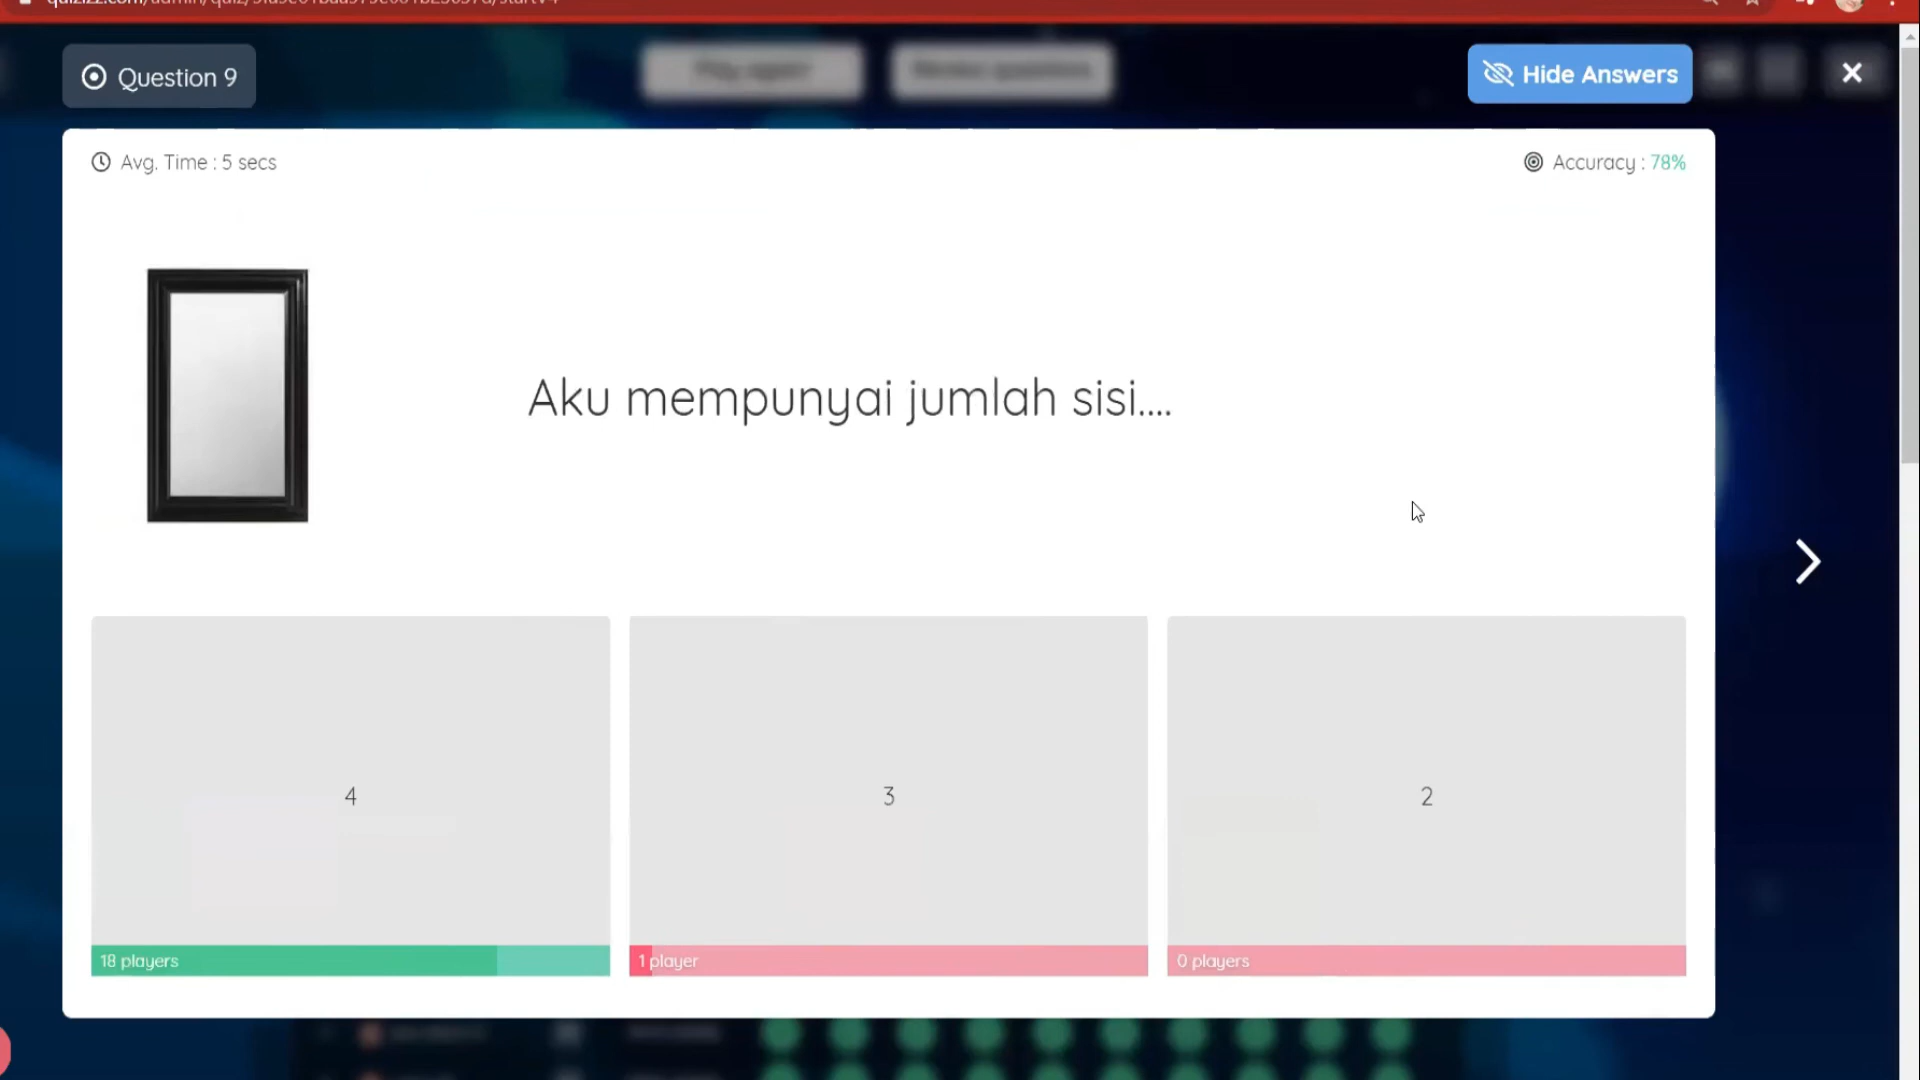 Question 9
Hide Answers
Avg. Time : 5 secs
Accuracy : 78%
Aku mempunyai jumlah sisi....
4
3
2
18 players
1 player
0 players